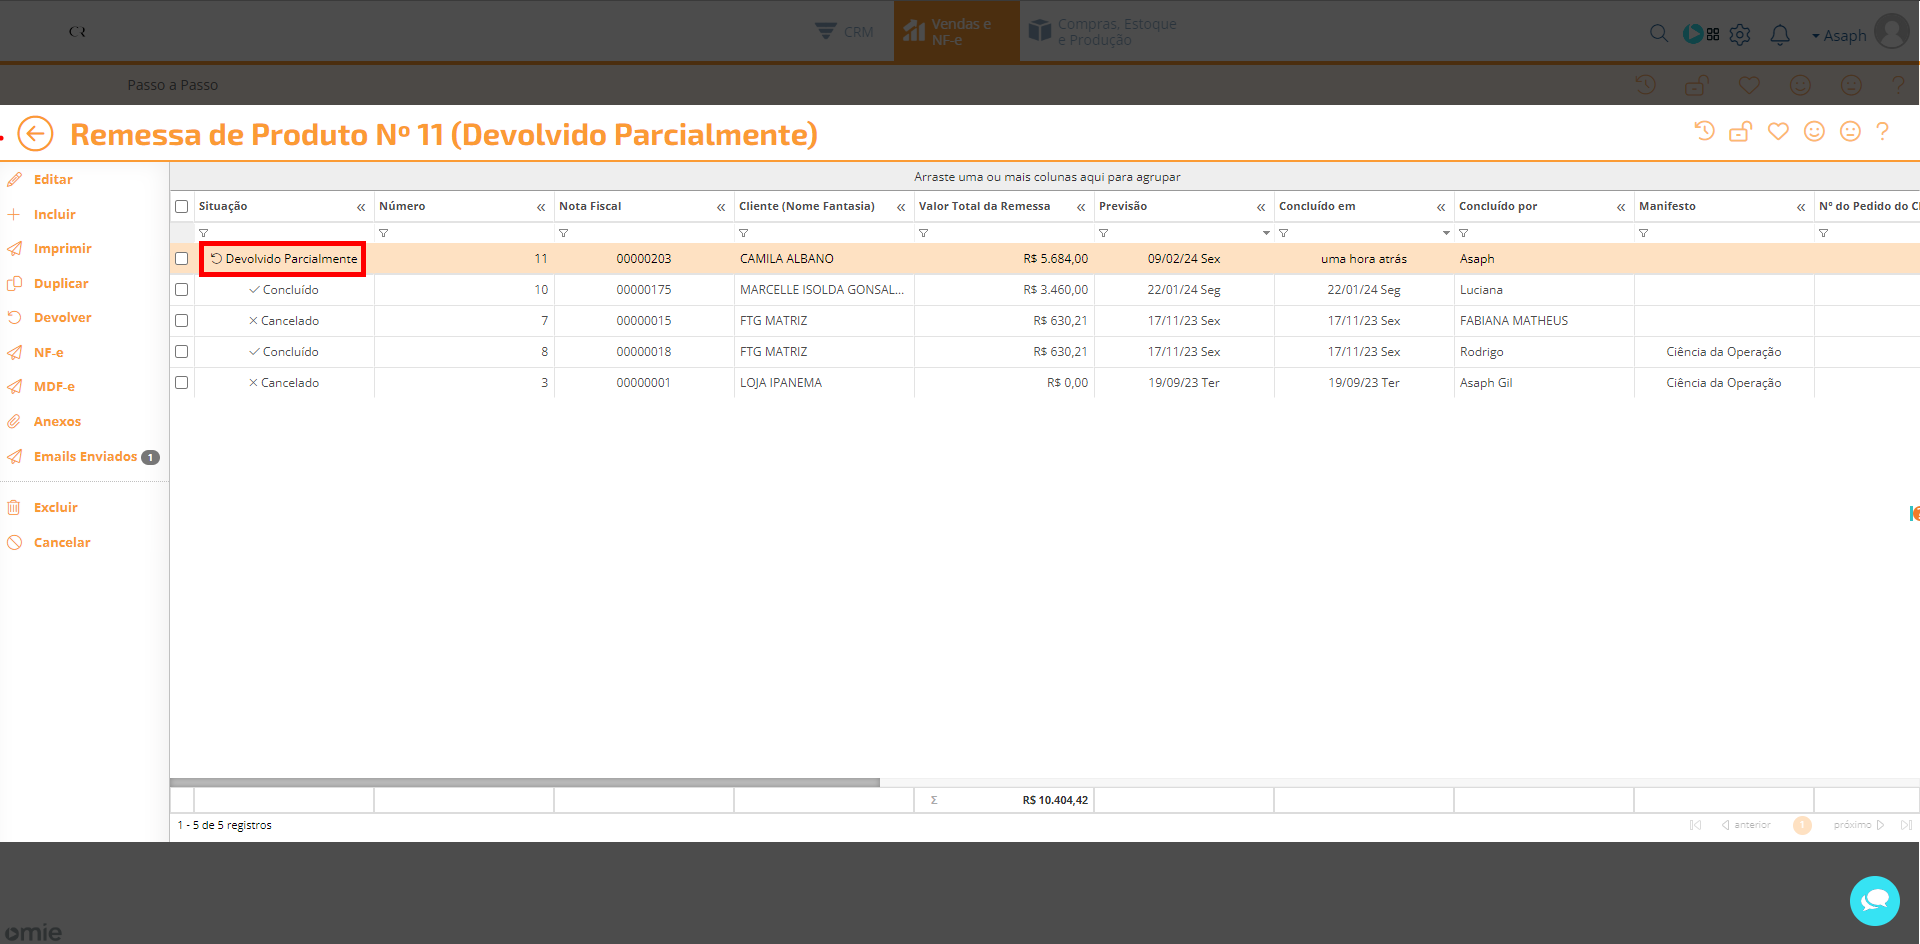 CR
CRM
Vendas e
NF-e
Compras, Estoque
e Produção
Asaph
Passo a Passo
Remessa de Produto Nº 11 (Devolvido Parcialmente)
Editar
Incluir
Imprimir
Duplicar
Devolver
NF-e
MDF-e
Anexos
Emails Enviados 1
Excluir
Cancelar
Arraste uma ou mais colunas aqui para agrupar
Situação Número Nota Fiscal Cliente (Nome Fantasia) Valor Total da Remessa Previsão Concluído em Concluído por Manifesto Nº do Pedido do Cl
Devolvido Parcialmente 11 00000203 CAMILA ALBANO R$ 5.684,00 09/02/24 Sex uma hora atrás Asaph
Concluído 10 00000175 MARCELLE ISOLDA GONSAL... R$ 3.460,00 22/01/24 Seg 22/01/24 Seg Luciana
Cancelado 7 00000015 FTG MATRIZ R$ 630,21 17/11/23 Sex 17/11/23 Sex FABIANA MATHEUS
Concluído 8 00000018 FTG MATRIZ R$ 630,21 17/11/23 Sex 17/11/23 Sex Rodrigo Ciência da Operação
Cancelado 3 00000001 LOJA IPANEMA R$ 0,00 19/09/23 Ter 19/09/23 Ter Asaph Gil Ciência da Operação
Σ R$ 10.404,42
1 - 5 de 5 registros
anterior 1 próximo
omie